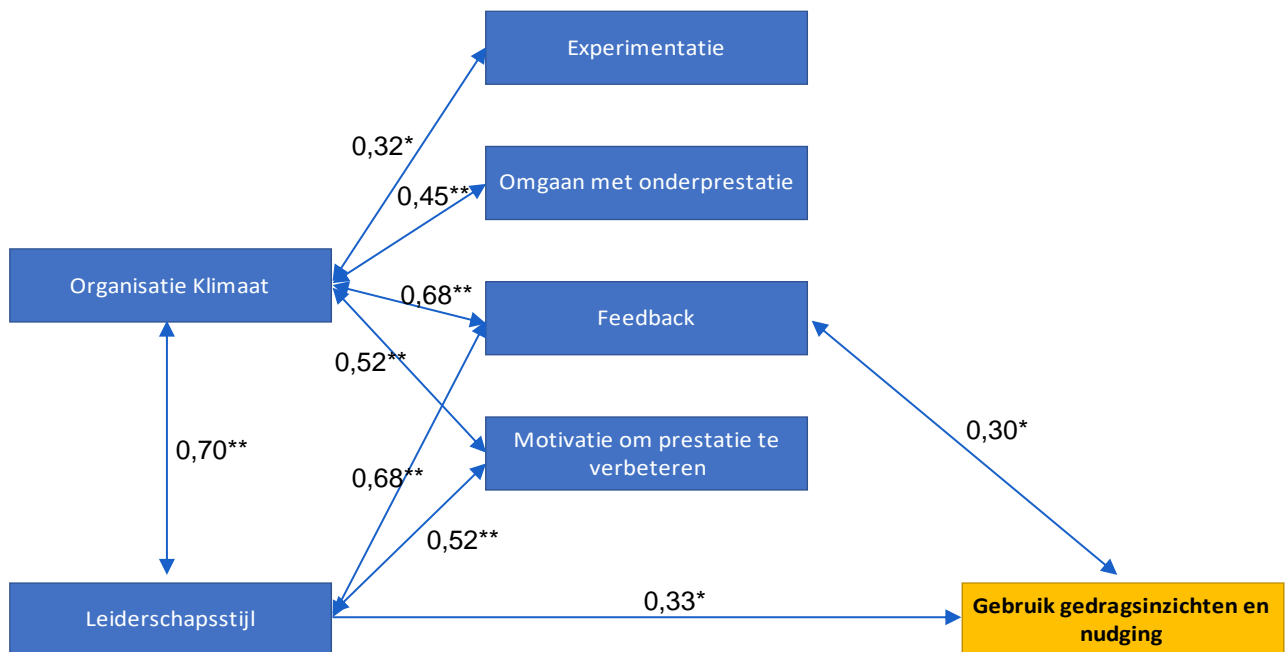 Experimentatie
0,32*
Omgaan met onderprestatie
0,45**
Organisatie Klimaat
0,68**
Feedback
0,52**
Motivatie om prestatie te
verbeteren
0,30*
0,70**
0,68**
0,52**
Leiderschapsstijl
0,33*
Gebruik gedragsinzichten en
nudging